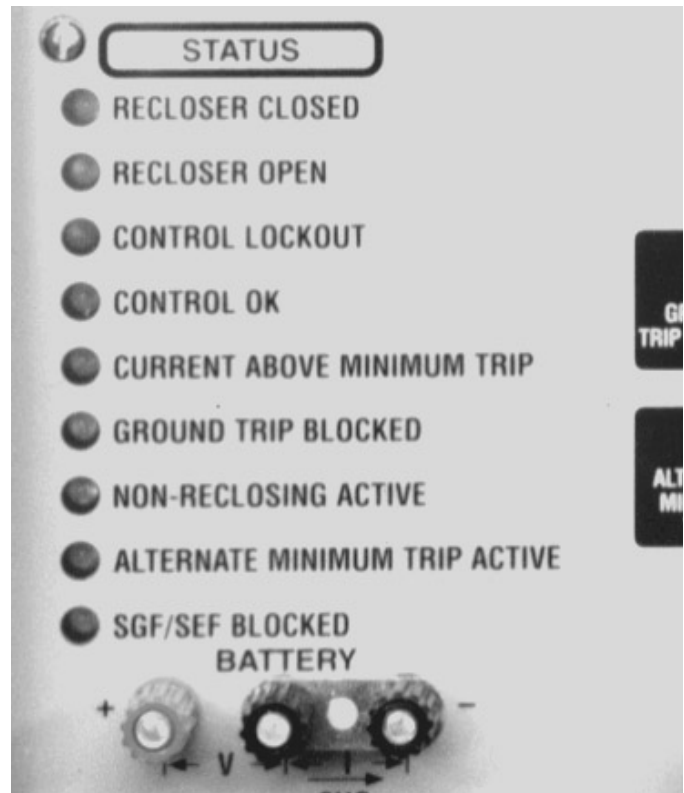 STATUS
RECLOSER CLOSED
RECLOSER OPEN
CONTROL LOCKOUT
CONTROL OK
CURRENT ABOVE MINIMUM TRIP
GROUND TRIP BLOCKED
NON-RECLOSING ACTIVE
ALTERNATE MINIMUM TRIP ACTIVE
SGF/SEF BLOCKED
BATTERY
+ -
V I
TRIP